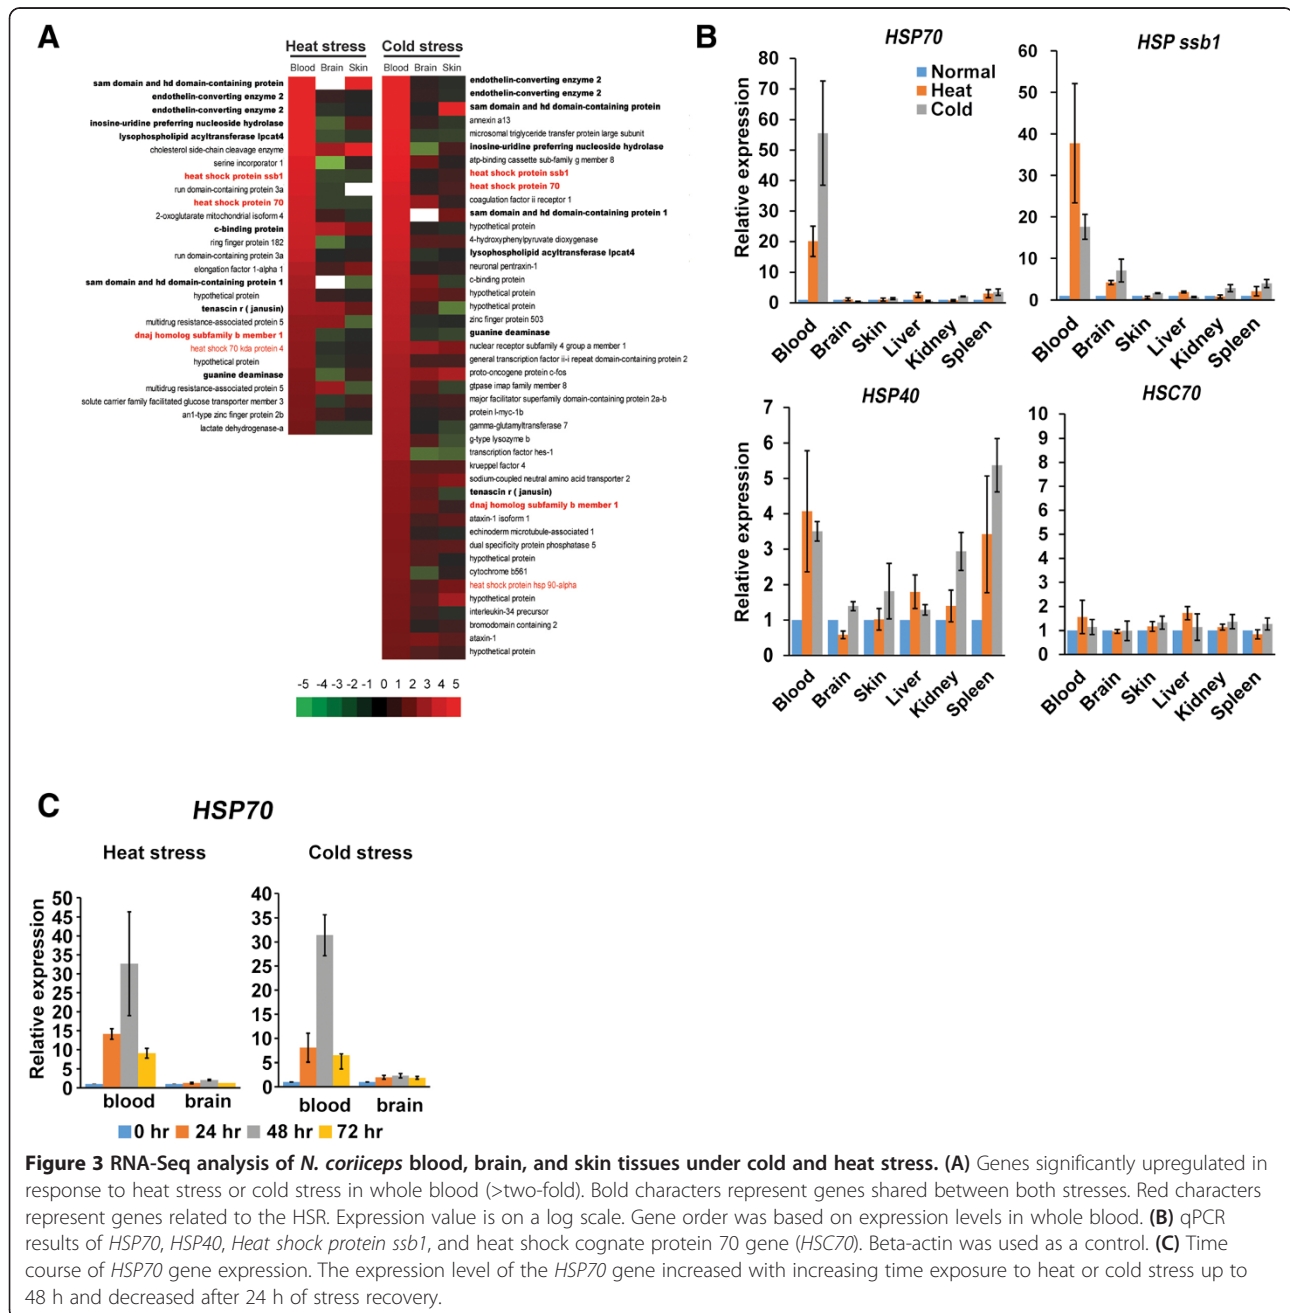 A
Heat stress
Cold stress
Blood Brain Skin
Blood Brain Skin
sam domain and hd domain-containing protein
endothelin-converting enzyme 2
endothelin-converting enzyme 2
inosine-uridine preferring nucleoside hydrolase
lysophospholipid acyltransferase lpcat4
cholesterol side-chain cleavage enzyme
serine incorporator 1
heat shock protein ssb1
run domain-containing protein 3a
heat shock protein 70
2-oxoglutarate mitochondrial isoform 4
c-binding protein
ring finger protein 182
run domain-containing protein 3a
elongation factor 1-alpha 1
sam domain and hd domain-containing protein 1
hypothetical protein
tenascin r ( janusin)
multidrug resistance-associated protein 5
dnaj homolog subfamily b member 1
heat shock 70 kda protein 4
hypothetical protein
guanine deaminase
multidrug resistance-associated protein 5
solute carrier family facilitated glucose transporter member 3
an1-type zinc finger protein 2b
lactate dehydrogenase-a
endothelin-converting enzyme 2
endothelin-converting enzyme 2
sam domain and hd domain-containing protein
annexin a13
microsomal triglyceride transfer protein large subunit
inosine-uridine preferring nucleoside hydrolase
atp-binding cassette sub-family g member 8
heat shock protein ssb1
heat shock protein 70
coagulation factor ii receptor 1
sam domain and hd domain-containing protein 1
hypothetical protein
4-hydroxyphenylpyruvate dioxygenase
lysophospholipid acyltransferase lpcat4
neuronal pentraxin-1
c-binding protein
hypothetical protein
hypothetical protein
zinc finger protein 503
guanine deaminase
nuclear receptor subfamily 4 group a member 1
general transcription factor ii-i repeat domain-containing protein 2
proto-oncogene protein c-fos
gtpase imap family member 8
major facilitator superfamily domain-containing protein 2a-b
protein l-myc-1b
gamma-glutamyltransferase 7
g-type lysozyme b
transcription factor hes-1
krueppel factor 4
sodium-coupled neutral amino acid transporter 2
tenascin r ( janusin)
dnaj homolog subfamily b member 1
ataxin-1 isoform 1
echinoderm microtubule-associated 1
dual specificity protein phosphatase 5
hypothetical protein
cytochrome b561
heat shock protein hsp 90-alpha
hypothetical protein
interleukin-34 precursor
bromodomain containing 2
ataxin-1
hypothetical protein
-5 -4 -3 -2 -1 0 1 2 3 4 5
B
HSP70
Normal
Heat
Cold
Relative expression
80
70
60
50
40
30
20
10
0
Blood Brain Skin Liver Kidney Spleen
HSP ssb1
60
50
40
30
20
10
0
Blood Brain Skin Liver Kidney Spleen
HSP40
Relative expression
7
6
5
4
3
2
1
0
Blood Brain Skin Liver Kidney Spleen
HSC70
10
9
8
7
6
5
4
3
2
1
0
Blood Brain Skin Liver Kidney Spleen
C
HSP70
Heat stress
Cold stress
Relative expression
50
45
40
35
30
25
20
15
10
5
0
blood brain
40
35
30
25
20
15
10
5
0
blood brain
0 hr 24 hr 48 hr 72 hr
Figure 3 RNA-Seq analysis of N. coriiceps blood, brain, and skin tissues under cold and heat stress. (A) Genes significantly upregulated in
response to heat stress or cold stress in whole blood (>two-fold). Bold characters represent genes shared between both stresses. Red characters
represent genes related to the HSR. Expression value is on a log scale. Gene order was based on expression levels in whole blood. (B) qPCR
results of HSP70, HSP40, Heat shock protein ssb1, and heat shock cognate protein 70 gene (HSC70). Beta-actin was used as a control. (C) Time
course of HSP70 gene expression. The expression level of the HSP70 gene increased with increasing time exposure to heat or cold stress up to
48 h and decreased after 24 h of stress recovery.